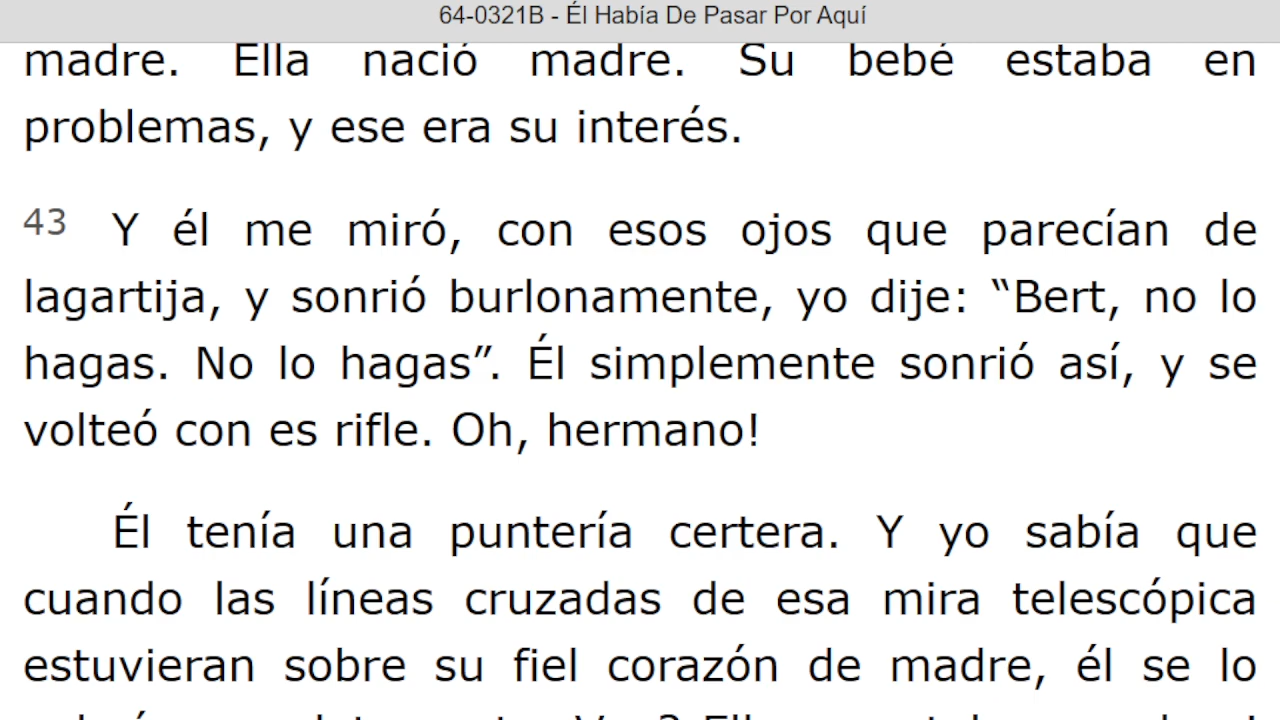 64-0321B - Él Había De Pasar Por Aquí
madre. Ella nació madre. Su bebé estaba en
problemas, y ese era su interés.
43 Y él me miró, con esos ojos que parecían de
lagartija, y sonrió burlonamente, yo dije: “Bert, no lo
hagas. No lo hagas”. Él simplemente sonrió así, y se
volteó con es rifle. Oh, hermano!
Él tenía una puntería certera. Y yo sabía que
cuando las líneas cruzadas de esa mira telescópica
estuvieran sobre su fiel corazón de madre, él se lo